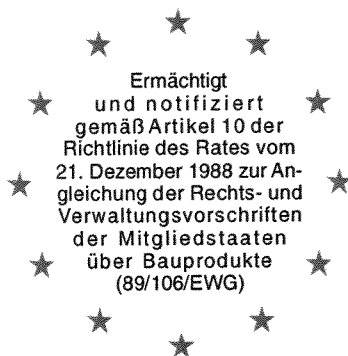 Ermächtigt
und notifiziert
gemäß Artikel 10 der
Richtlinie des Rates vom
21. Dezember 1988 zur An-
gleichung der Rechts- und
Verwaltungsvorschriften
der Mitgliedstaaten
über Bauprodukte
(89/106/EWG)